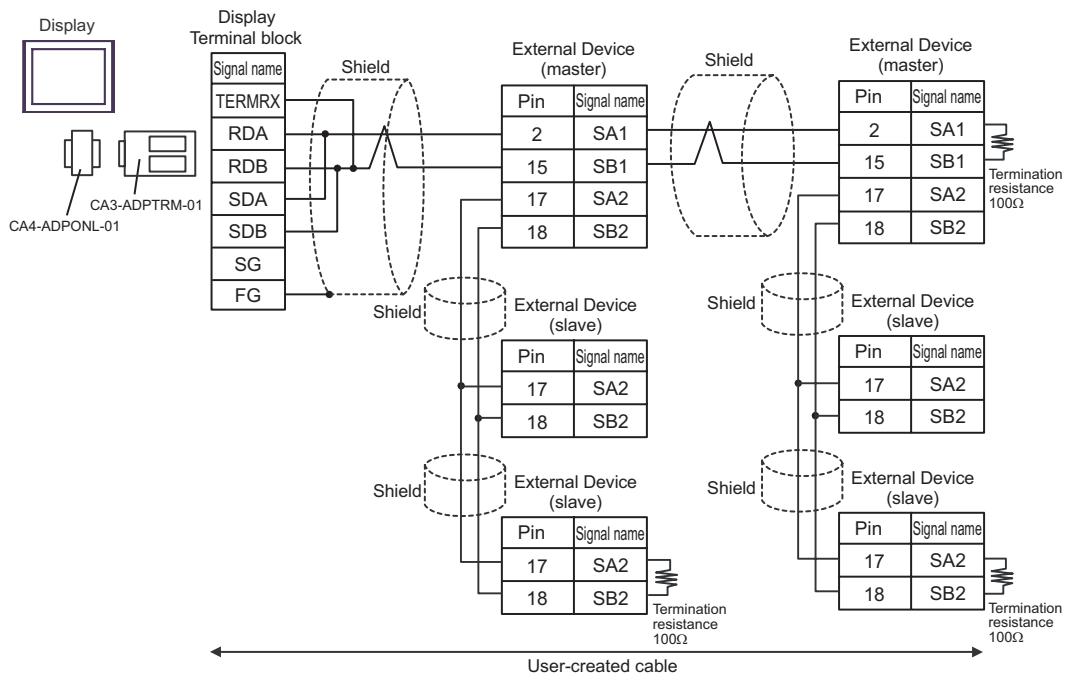 Display
CA4-ADPONL-01
CA3-ADPTRM-01
Display
Terminal block
Signal name
TERMRX
RDA
RDB
SDA
SDB
SG
FG
Shield
External Device
(master)
Pin Signal name
2 SA1
15 SB1
17 SA2
18 SB2
Shield
External Device
(master)
Pin Signal name
2 SA1
15 SB1
17 SA2
18 SB2
Termination
resistance
100Ω
Shield
External Device
(slave)
Pin Signal name
17 SA2
18 SB2
Shield
External Device
(slave)
Pin Signal name
17 SA2
18 SB2
Shield
External Device
(slave)
Pin Signal name
17 SA2
18 SB2
Termination
resistance
100Ω
Shield
External Device
(slave)
Pin Signal name
17 SA2
18 SB2
Termination
resistance
100Ω
User-created cable